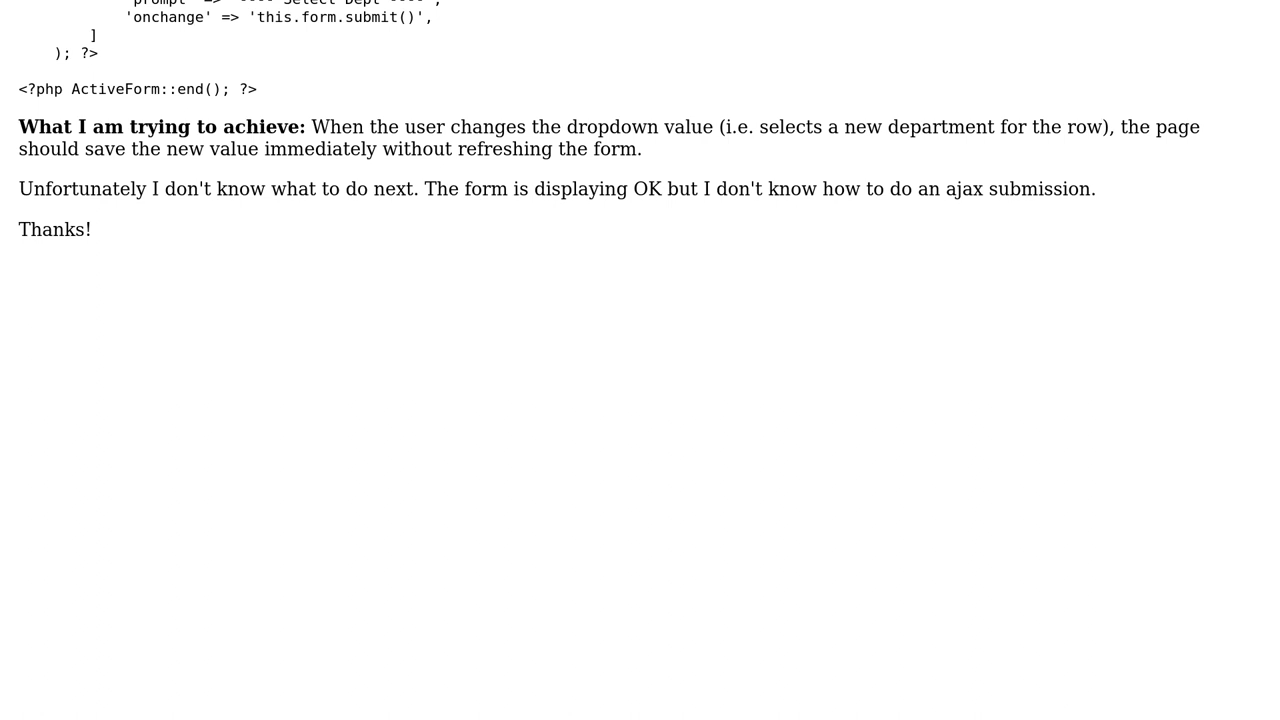 'prompt' => '---- Select Dept ----',
'onchange' => 'this.form.submit()',
]
); ?>
<?php ActiveForm::end(); ?>
What I am trying to achieve: When the user changes the dropdown value (i.e. selects a new department for the row), the page
should save the new value immediately without refreshing the form.
Unfortunately I don't know what to do next. The form is displaying OK but I don't know how to do an ajax submission.
Thanks!